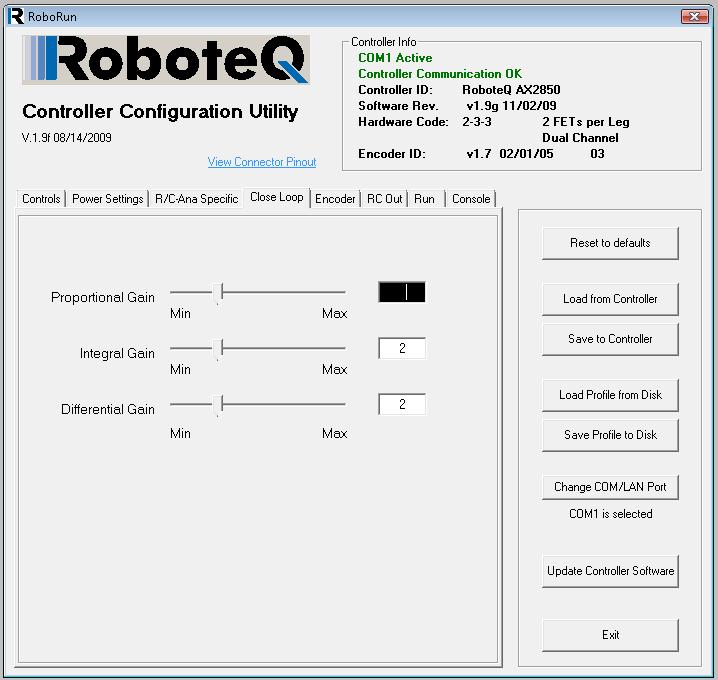 RoboRun
RoboteQ
Controller Configuration Utility
V.1.9f 08/14/2009
View Connector Pinout
Controller Info
COM1 Active
Controller Communication OK
Controller ID: RoboteQ AX2850
Software Rev. v1.9g 11/02/09
Hardware Code: 2-3-3 2 FETs per Leg
Dual Channel
Encoder ID: v1.7 02/01/05 03
Controls Power Settings R/C-Ana Specific Close Loop Encoder RC Out Run Console
Proportional Gain
Min Max
Integral Gain 2
Min Max
Differential Gain 2
Min Max
Reset to defaults
Load from Controller
Save to Controller
Load Profile from Disk
Save Profile to Disk
Change COM/LAN Port
COM1 is selected
Update Controller Software
Exit